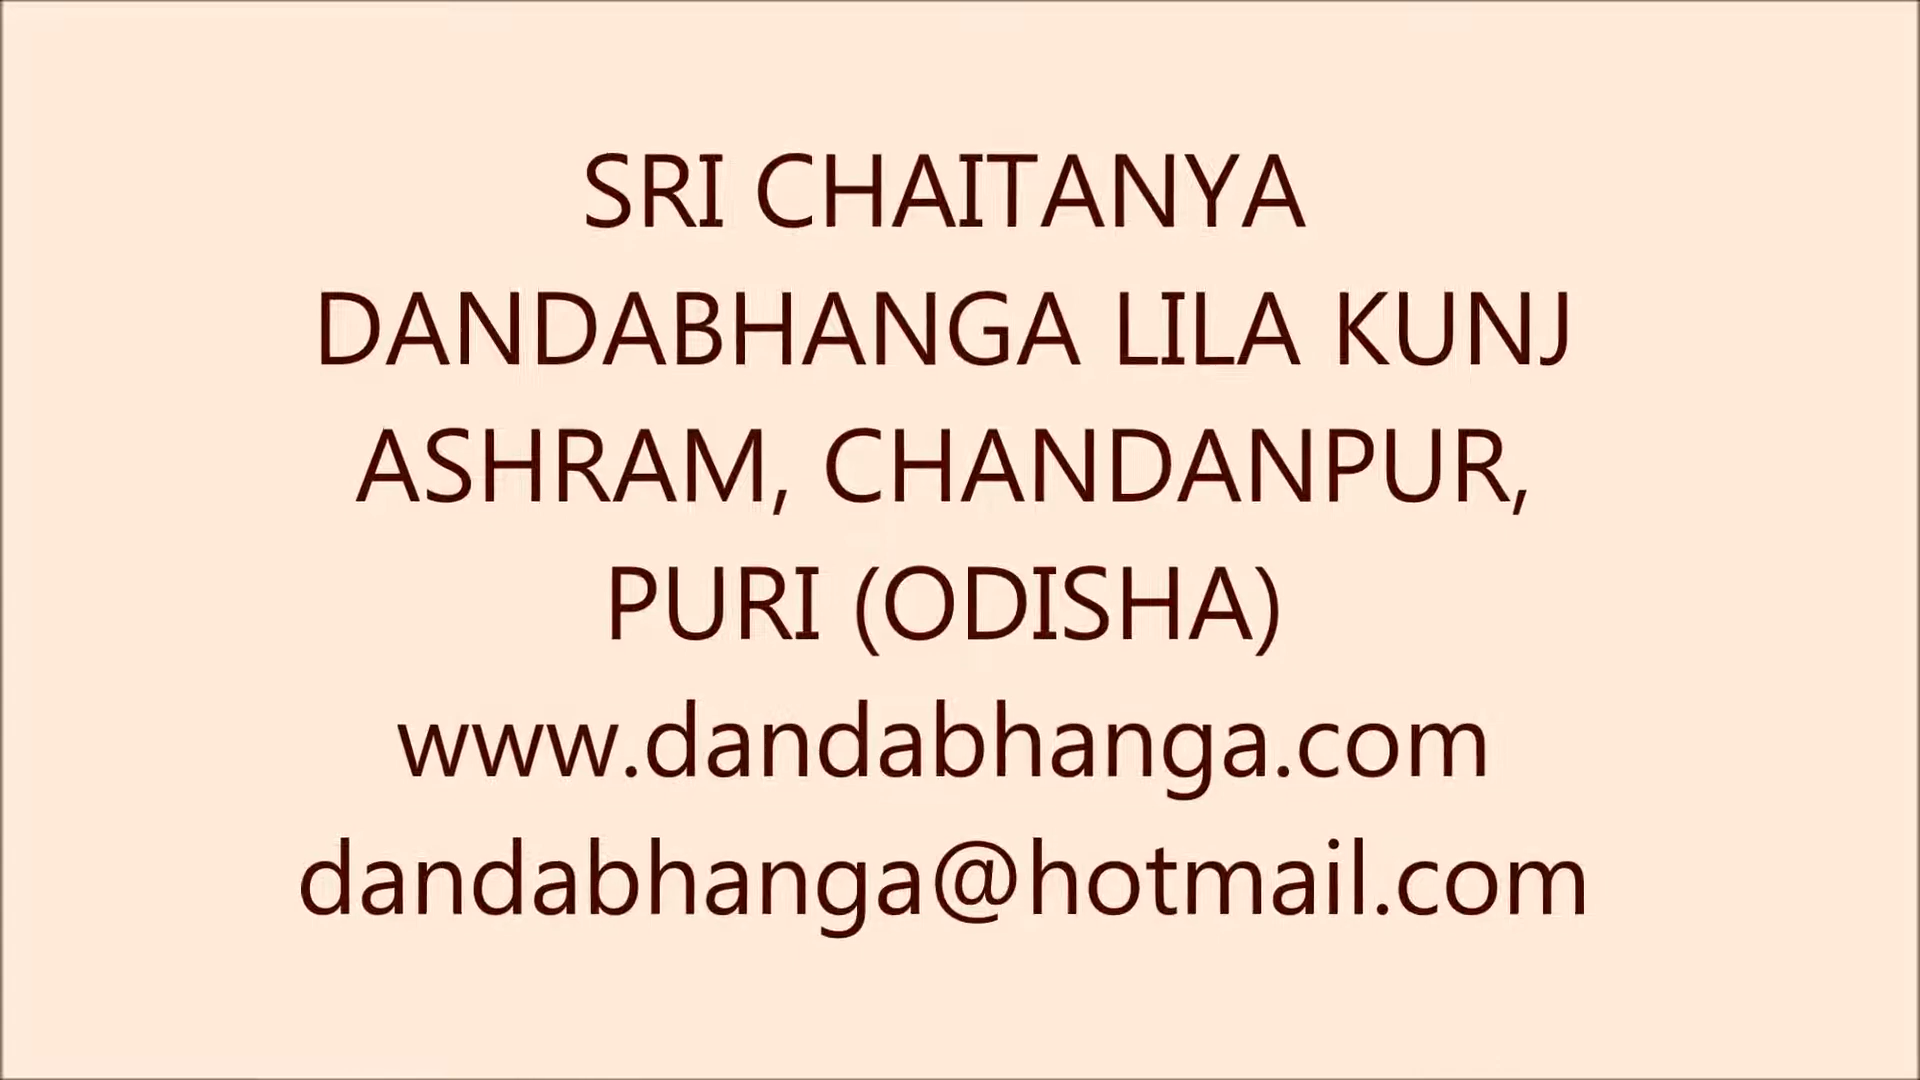 SRI CHAITANYA
DANDABHANGA LILA KUNJ
ASHRAM, CHANDANPUR,
PURI (ODISHA)
www.dandabhanga.com
dandabhanga@hotmail.com